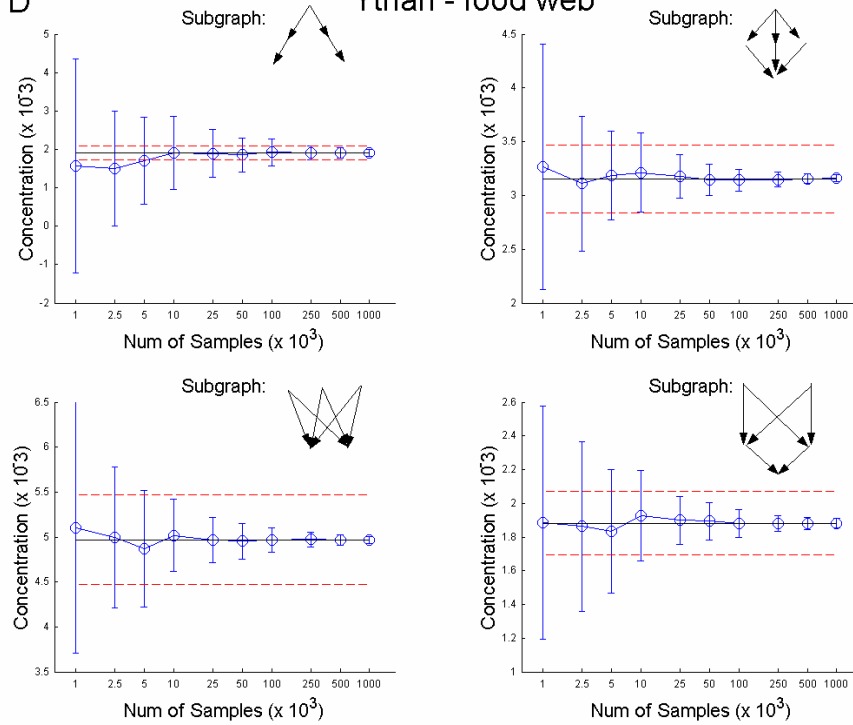 D
Ythan - food web
Subgraph:
Concentration (x 10⁻³)
5
4
3
2
1
0
-1
-2
1 2.5 5 10 25 50 100 250 500 1000
Num of Samples (x 10³)
Subgraph:
Concentration (x 10⁻³)
4.5
4
3.5
3
2.5
2
1 2.5 5 10 25 50 100 250 500 1000
Num of Samples (x 10³)
Subgraph:
Concentration (x 10⁻³)
6.5
6
5.5
5
4.5
4
3.5
1 2.5 5 10 25 50 100 250 500 1000
Num of Samples (x 10³)
Subgraph:
Concentration (x 10⁻³)
2.6
2.4
2.2
2
1.8
1.6
1.4
1.2
1
1 2.5 5 10 25 50 100 250 500 1000
Num of Samples (x 10³)